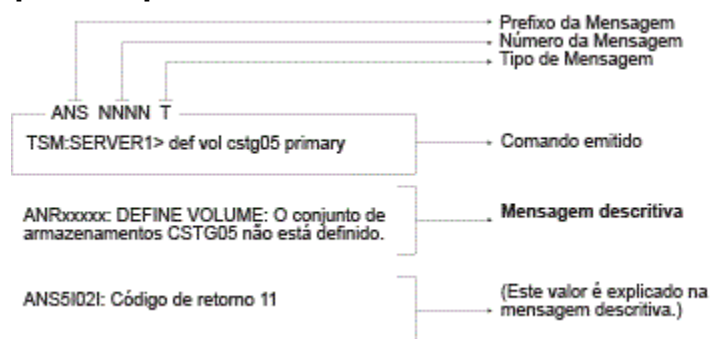 Prefixo da Mensagem
Número da Mensagem
Tipo de Mensagem
ANS NNNN T
TSM:SERVER1> def vol cstg05 primary
Comando emitido
ANRxxxxx: DEFINE VOLUME: O conjunto de
armazenamentos CSTG05 não está definido.
Mensagem descritiva
ANS5I02I: Código de retorno 11
(Este valor é explicado na
mensagem descritiva.)